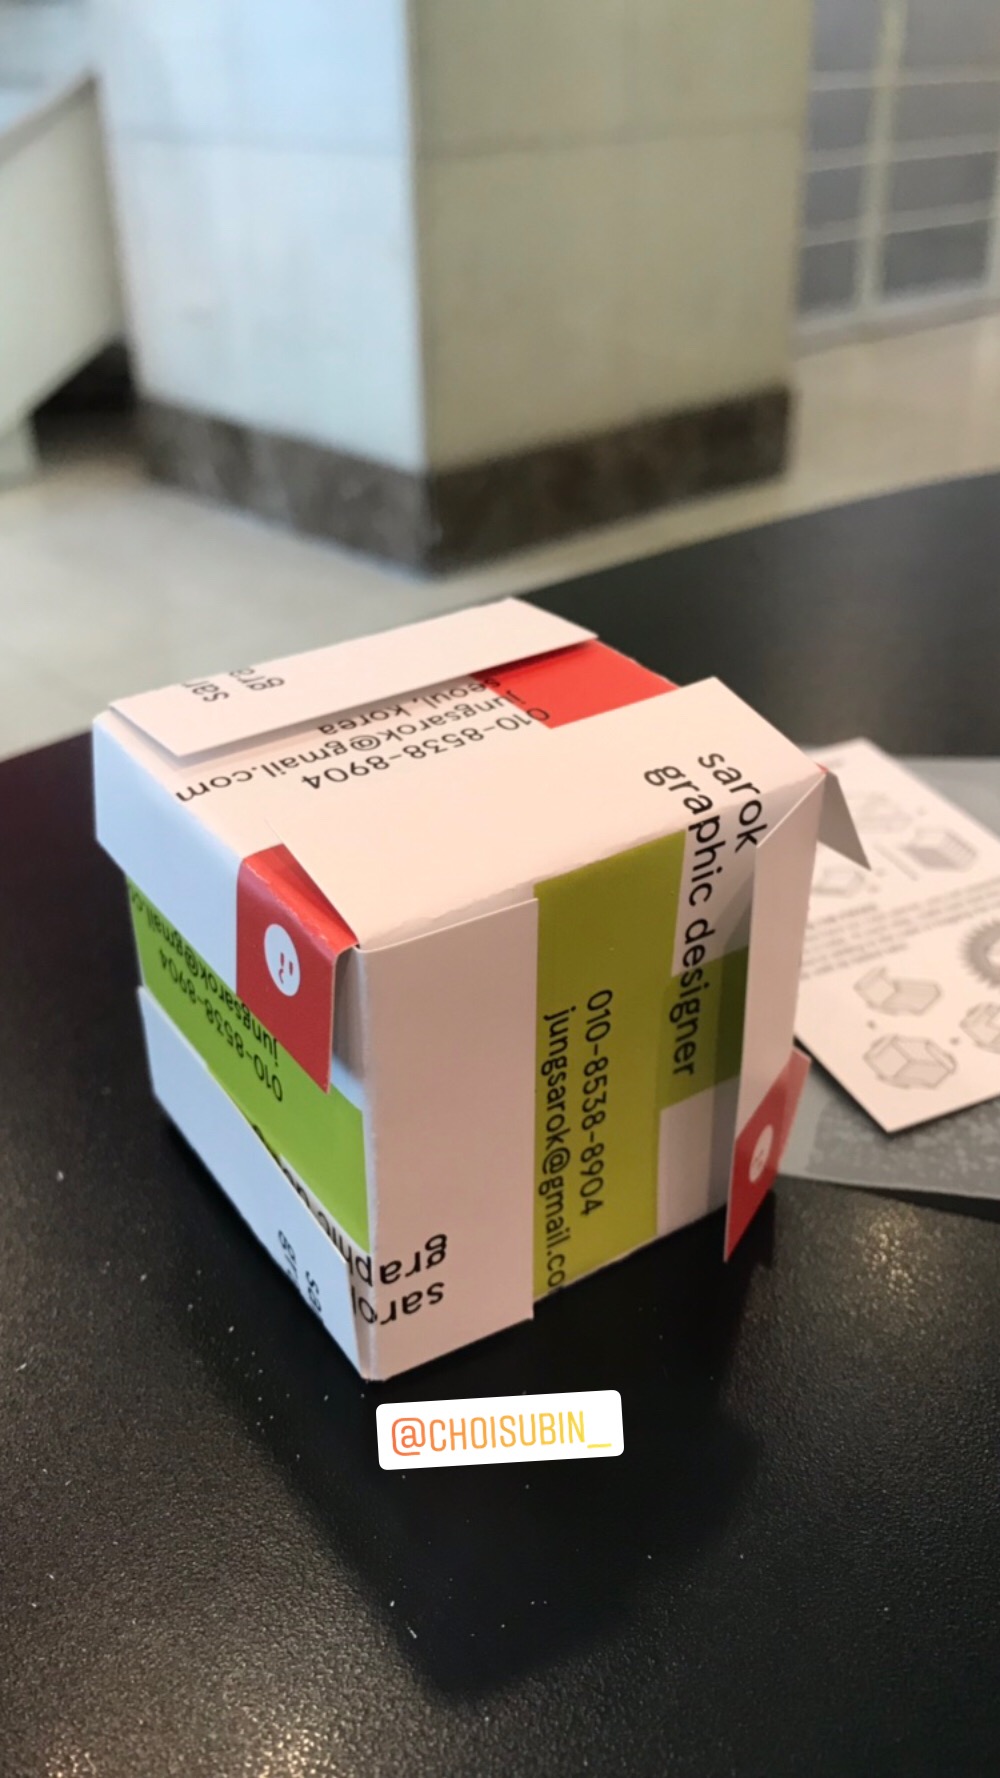 seoul, korea
jungsarok@gmail.com
010-8538-8904
sarok
graphic designer
010-8538-8904
jungsarok@gmail.co
010-8538-8904
jungsarok@gmail.c
sarok
graphic
@CHOISUBIN_